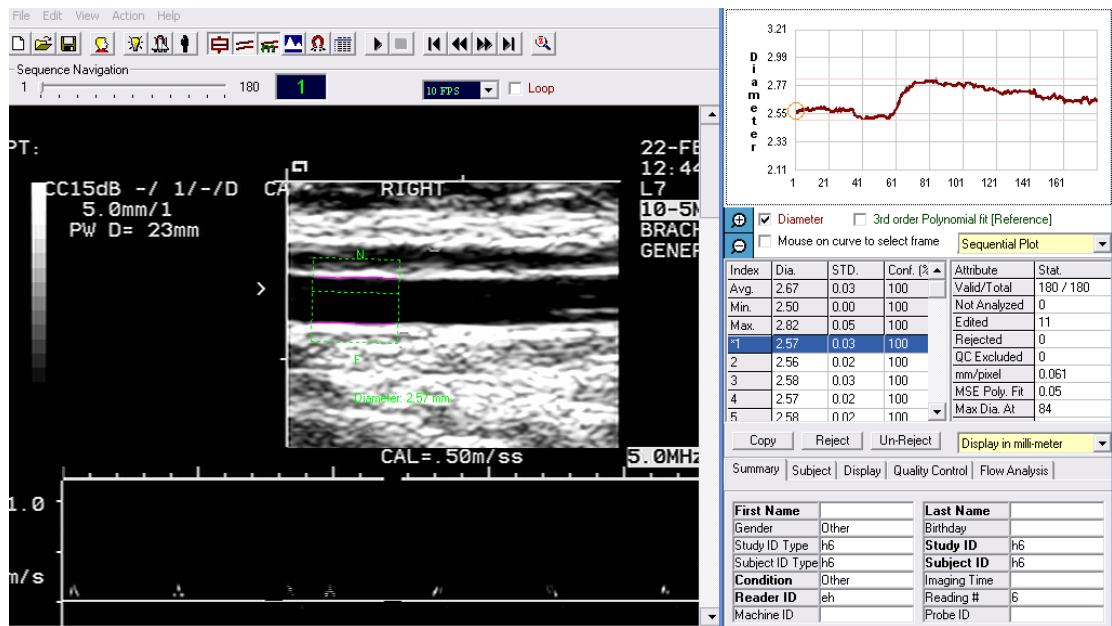 File Edit View Action Help
Sequence Navigation
1 180 1 10 FPS Loop
PT:
22-FE
12:44
L7
10-5M
BRACH
GENER
CC15dB -/ 1/-/D CA
5.0mm/1
PW D= 23mm
RIGHT
N
F
Diameter: 2.57 mm
CAL=.50m/ss
5.0MHz
1.0
m/s
Diameter
3.21
2.99
2.77
2.55
2.33
2.11
1 21 41 61 81 101 121 141 161
Diameter 3rd order Polynomial fit [Reference]
Mouse on curve to select frame Sequential Plot
Index Dia. STD. Conf. (%
Avg. 2.67 0.03 100
Min. 2.50 0.00 100
Max. 2.82 0.05 100
*1 2.57 0.03 100
2 2.56 0.02 100
3 2.58 0.03 100
4 2.57 0.02 100
5 2.58 0.02 100
Attribute Stat.
Valid/Total 180 / 180
Not Analyzed 0
Edited 11
Rejected 0
QC Excluded 0
mm/pixel 0.061
MSE Poly. Fit 0.05
Max Dia. At 84
Copy Reject Un-Reject Display in milli-meter
Summary Subject Display Quality Control Flow Analysis
First Name Last Name
Gender Other Birthday
Study ID Type h6 Study ID h6
Subject ID Type h6 Subject ID h6
Condition Other Imaging Time
Reader ID eh Reading # 6
Machine ID Probe ID